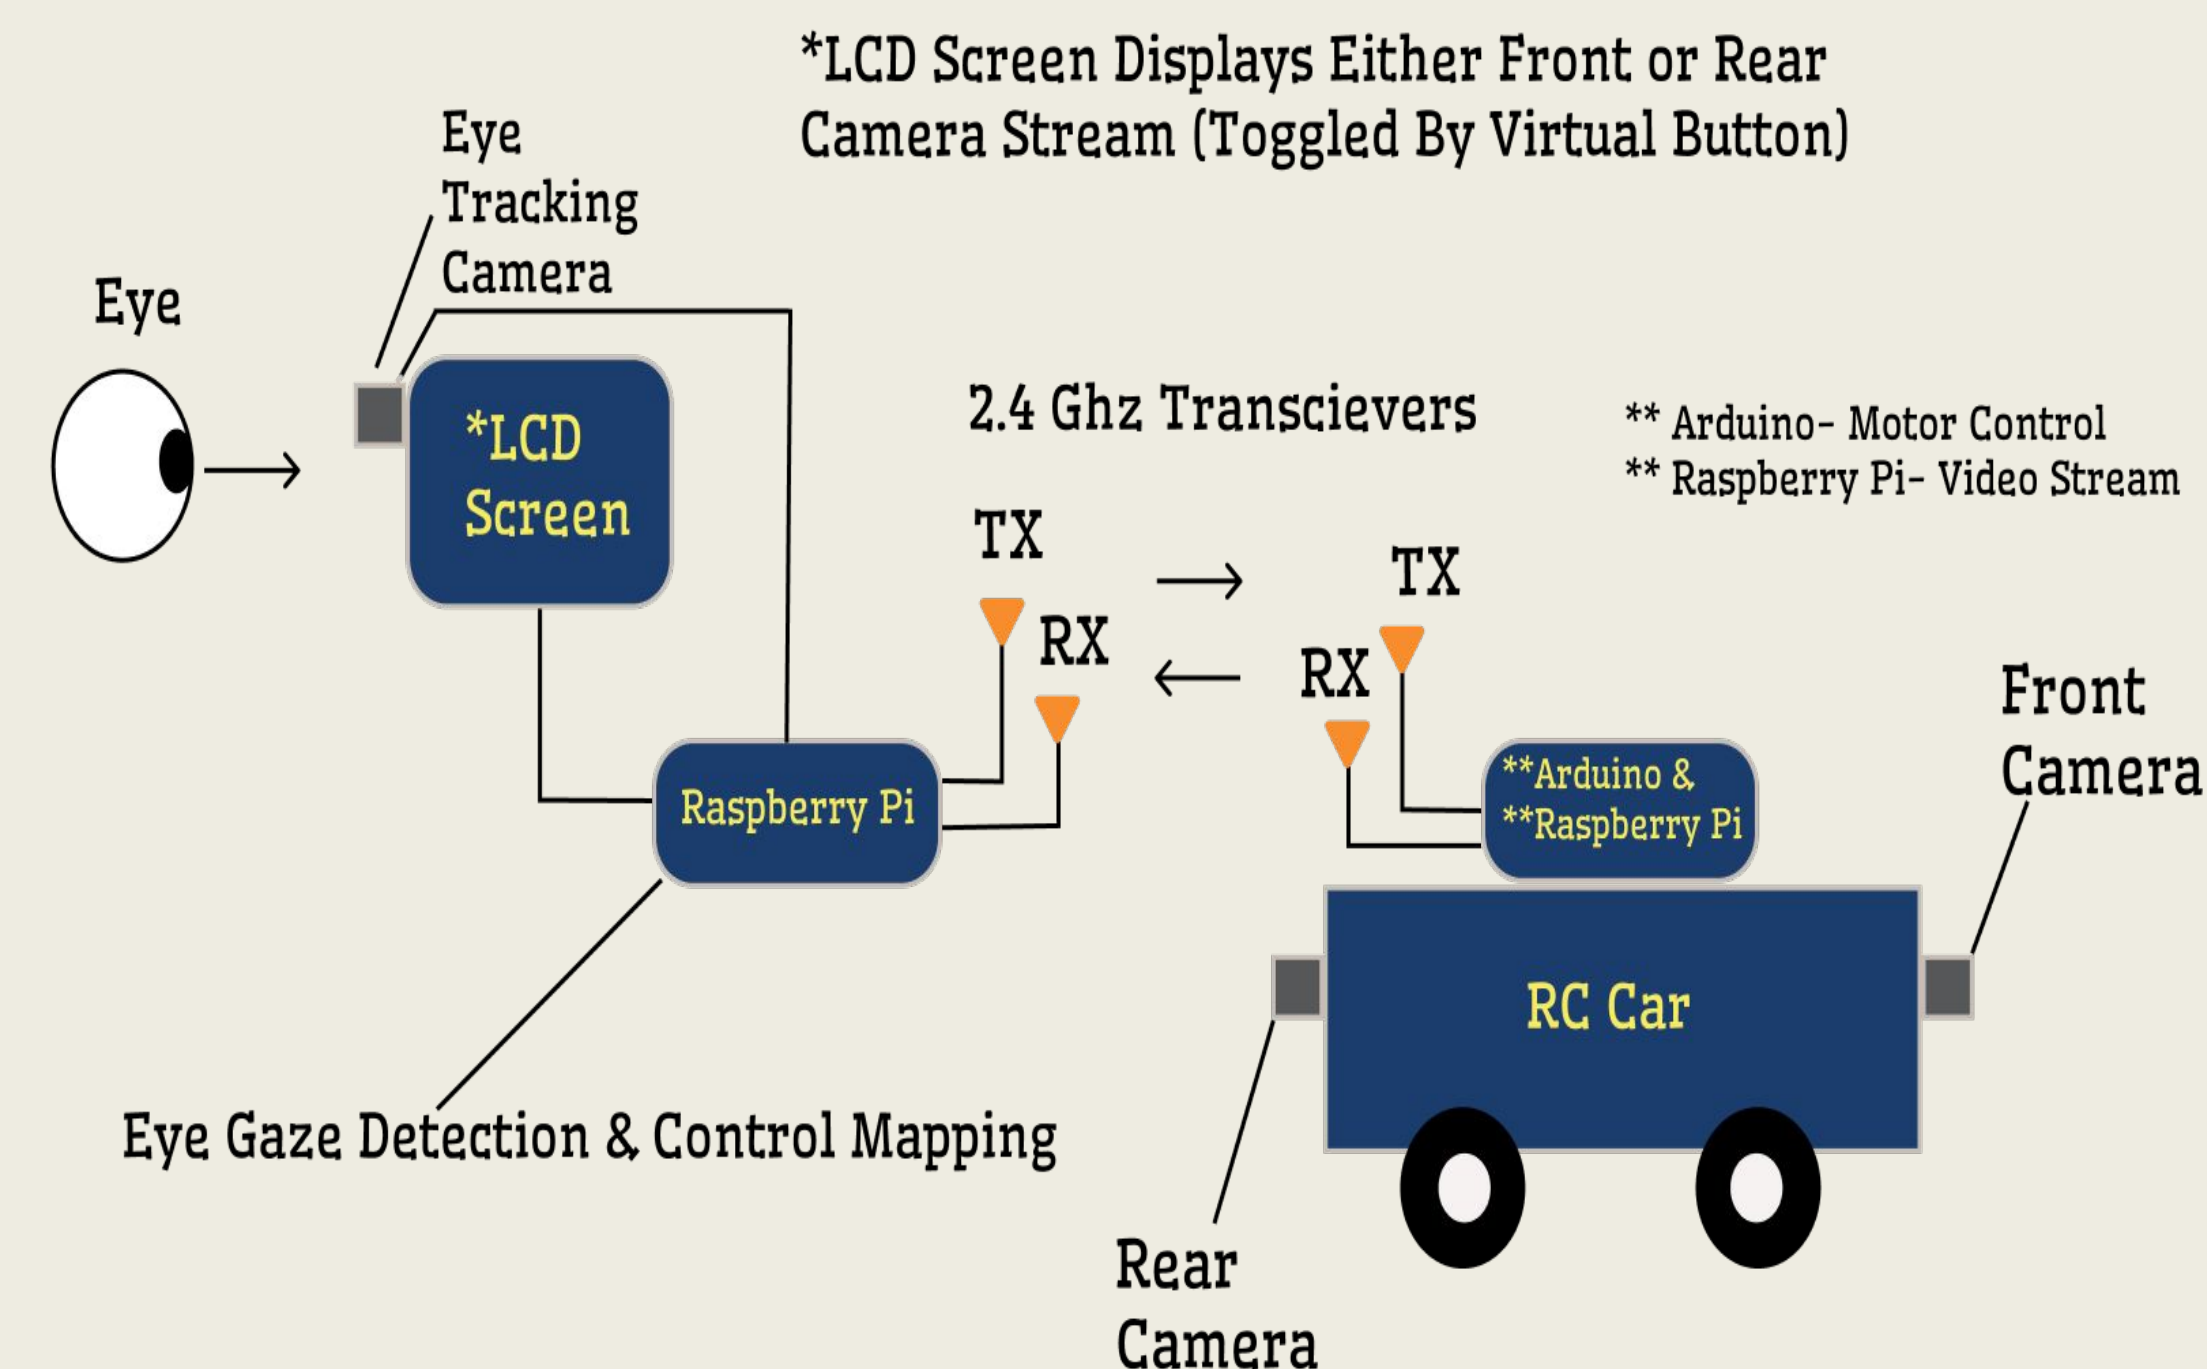 *LCD Screen Displays Either Front or Rear
Camera Stream (Toggled By Virtual Button)
Eye
Tracking
Camera
Eye
*LCD
Screen
2.4 Ghz Transcievers
** Arduino- Motor Control
** Raspberry Pi- Video Stream
TX
RX
TX
RX
Front
Camera
Raspberry Pi
**Arduino &
**Raspberry Pi
RC Car
Eye Gaze Detection & Control Mapping
Rear
Camera